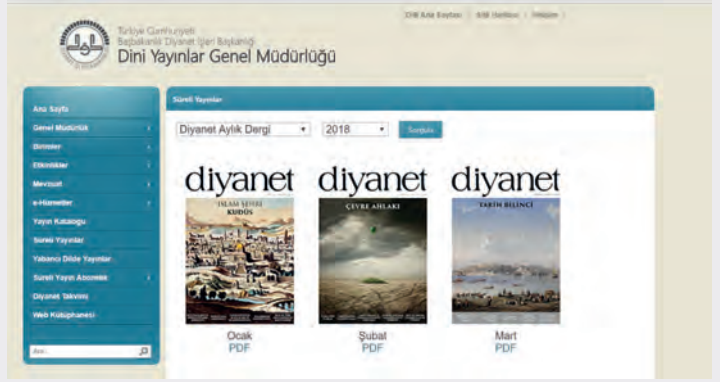 DİB Ana Sayfası | Site Haritası | İletişim
Türkiye Cumhuriyeti
Başbakanlık Diyanet İşleri Başkanlığı
Dini Yayınlar Genel Müdürlüğü
Ana Sayfa
Genel Müdürlük
Birimler
Etkinlikler
Mevzuat
e-Hizmetler
Yayın Kataloğu
Süreli Yayınlar
Yabancı Dilde Yayınlar
Süreli Yayın Abonelik
Diyanet Takvimi
Web Kütüphanesi
Ara...
Süreli Yayınlar
Diyanet Aylık Dergi 2018 Sorgula
diyanet diyanet diyanet
İSLAM ŞEHRİ
KUDÜS
ÇEVRE AHLAKI
TARİH BİLİNCİ
Ocak Şubat Mart
PDF PDF PDF